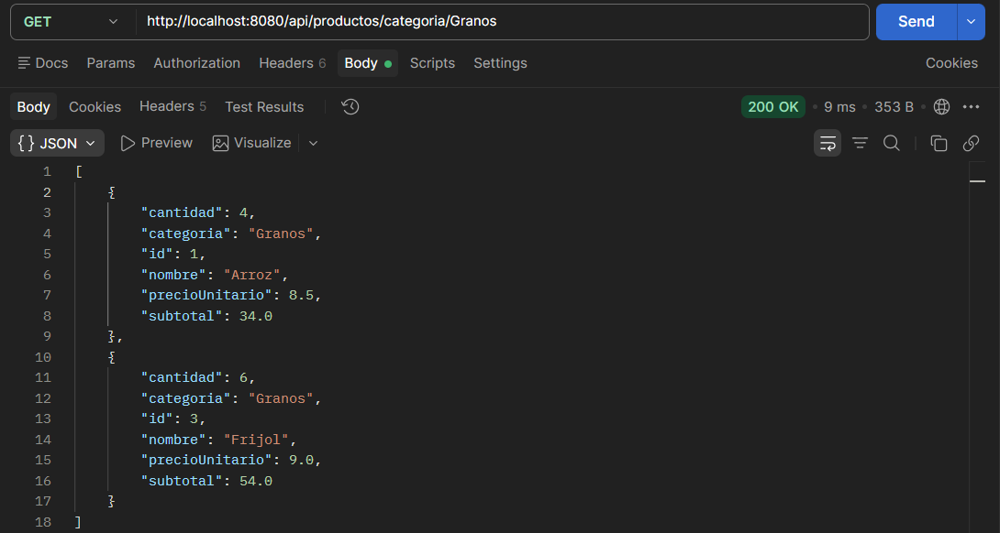 GET http://localhost:8080/api/productos/categoria/Granos Send
Docs Params Authorization Headers 6 Body Scripts Settings Cookies
Body Cookies Headers 5 Test Results 200 OK • 9 ms • 353 B
{} JSON Preview Visualize
1 [
2 {
3 "cantidad": 4,
4 "categoria": "Granos",
5 "id": 1,
6 "nombre": "Arroz",
7 "precioUnitario": 8.5,
8 "subtotal": 34.0
9 },
10 {
11 "cantidad": 6,
12 "categoria": "Granos",
13 "id": 3,
14 "nombre": "Frijol",
15 "precioUnitario": 9.0,
16 "subtotal": 54.0
17 }
18 ]